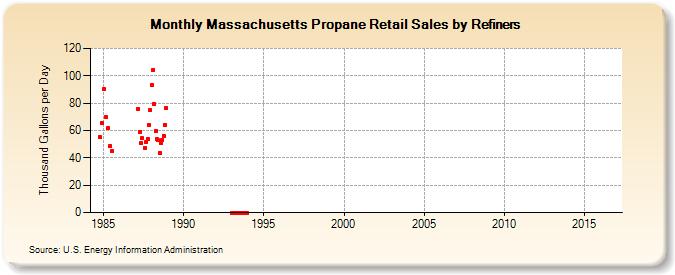 Monthly Massachusetts Propane Retail Sales by Refiners
Thousand Gallons per Day
120
100
80
60
40
20
0
1985 1990 1995 2000 2005 2010 2015
Source: U.S. Energy Information Administration